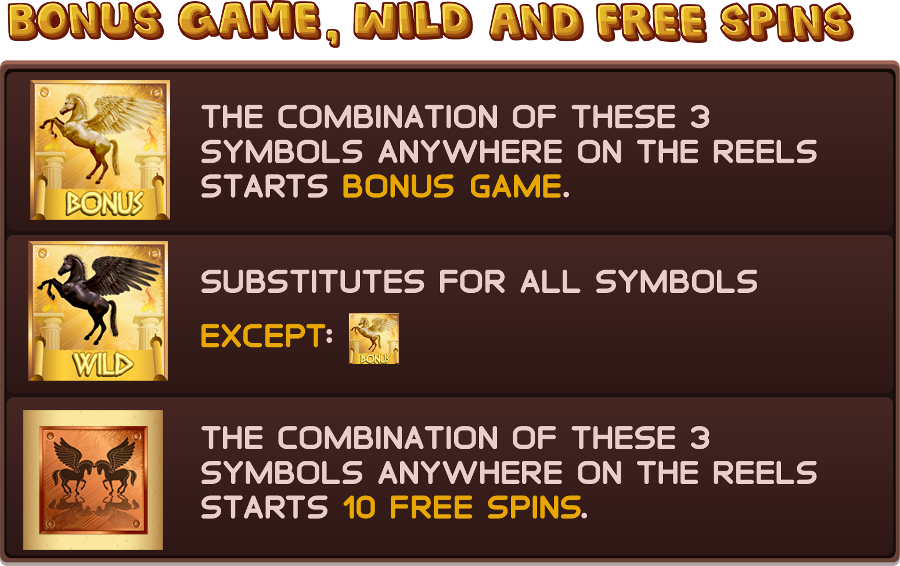 BONUS GAME, WILD AND FREE SPINS
THE COMBINATION OF THESE 3
SYMBOLS ANYWHERE ON THE REELS
STARTS BONUS GAME.
BONUS
SUBSTITUTES FOR ALL SYMBOLS
EXCEPT:
BONUS
WILD
THE COMBINATION OF THESE 3
SYMBOLS ANYWHERE ON THE REELS
STARTS 10 FREE SPINS.